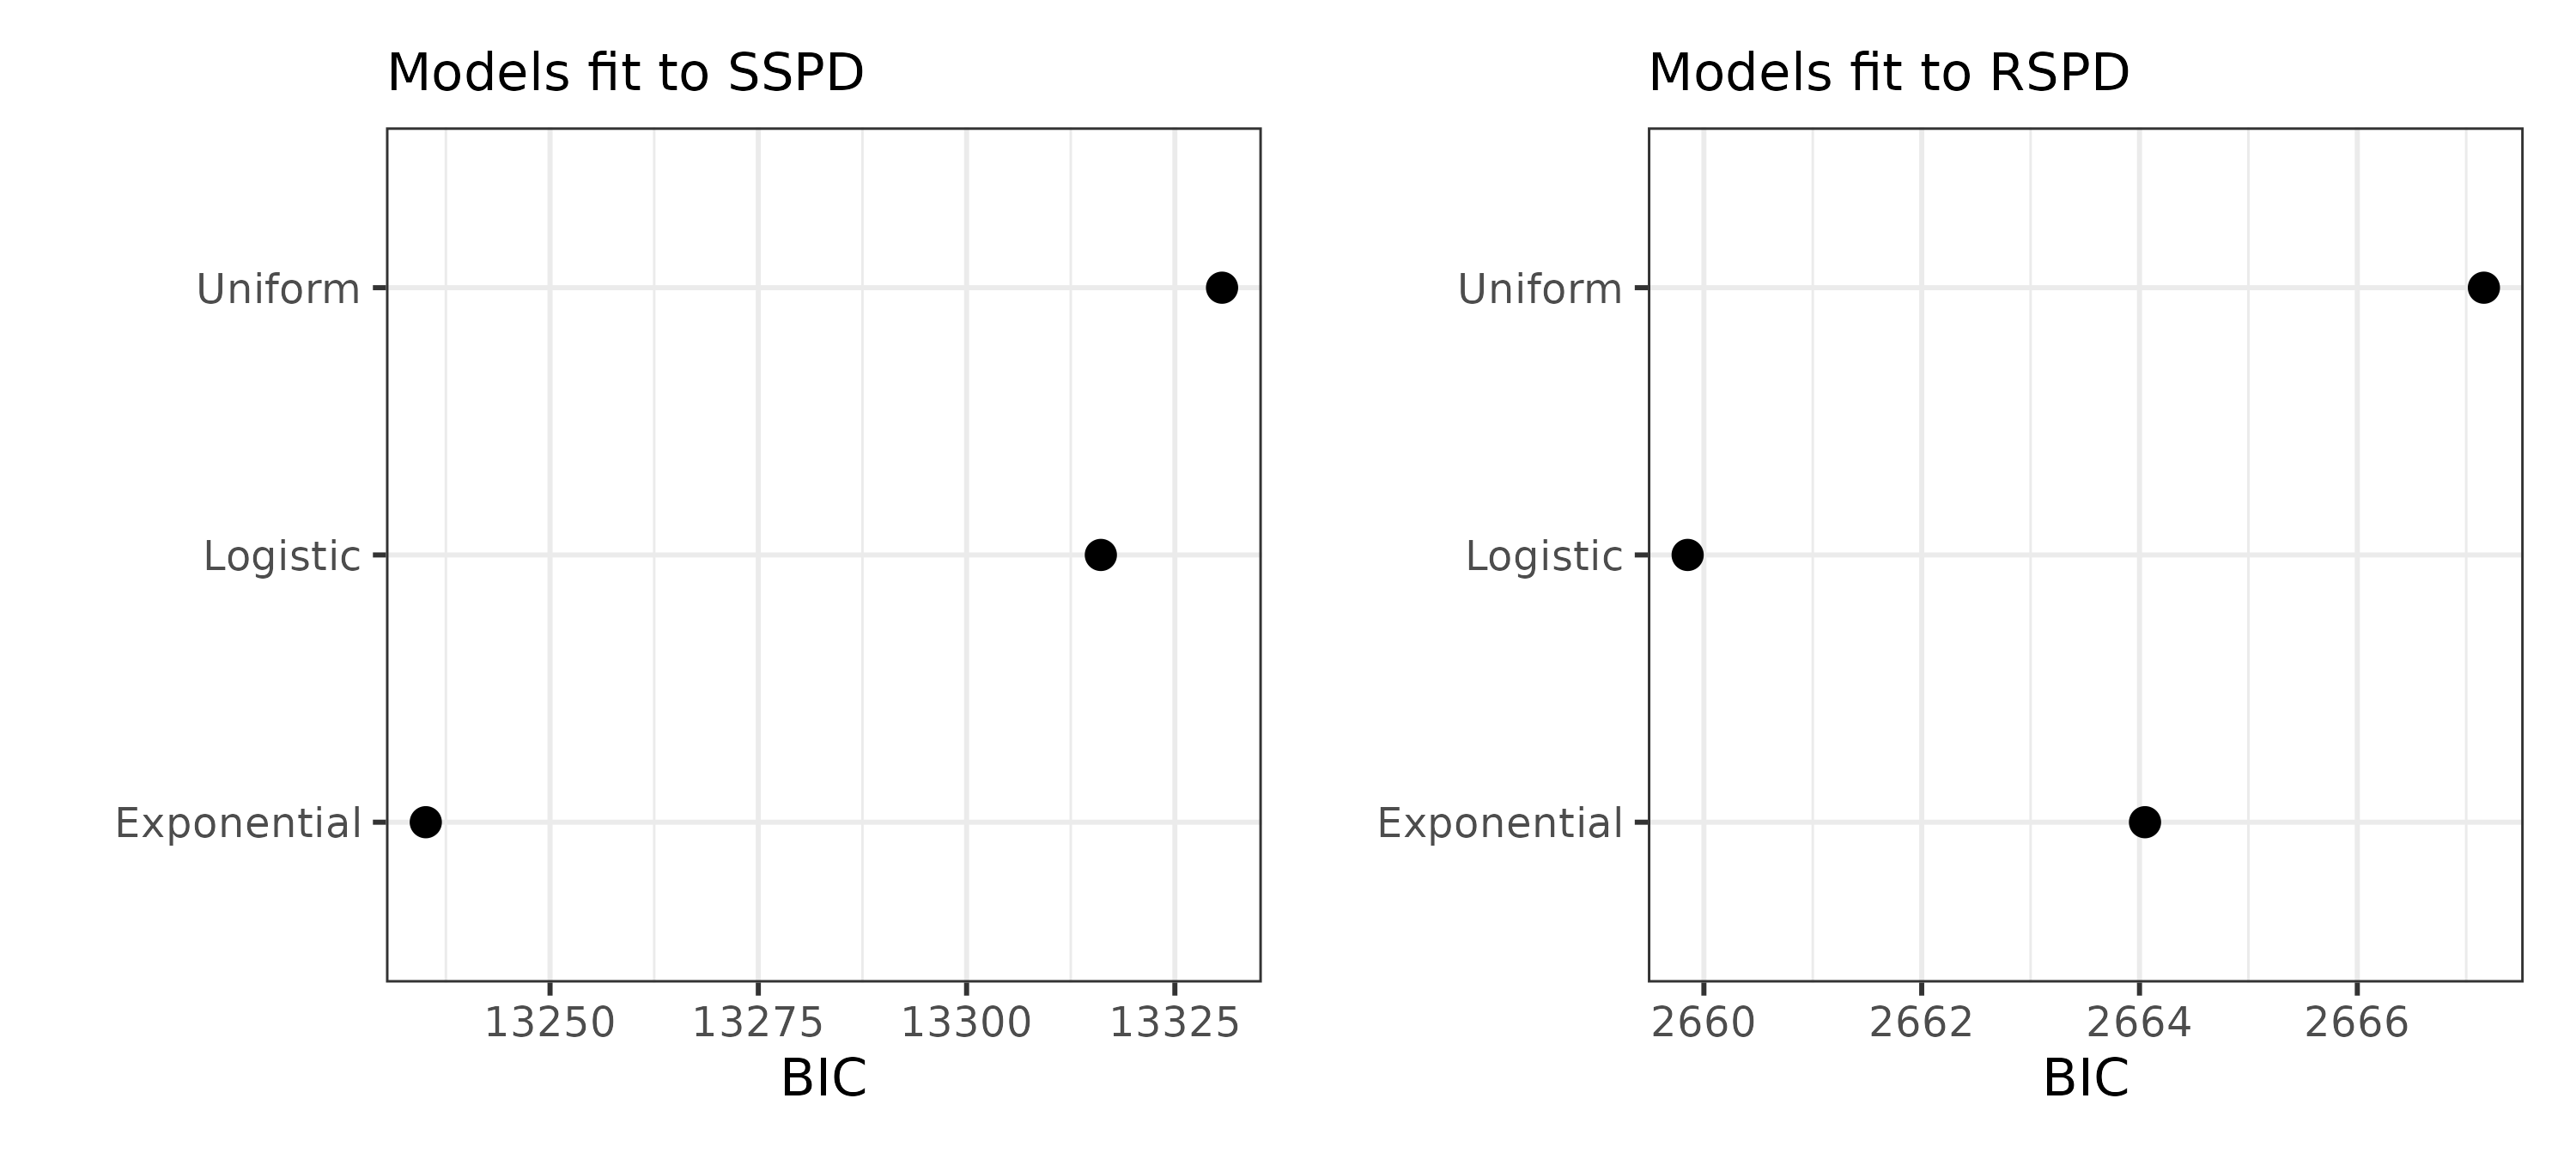 Models fit to SSPD
Uniform
Logistic
Exponential
13250 13275 13300 13325
BIC
Models fit to RSPD
Uniform
Logistic
Exponential
2660 2662 2664 2666
BIC